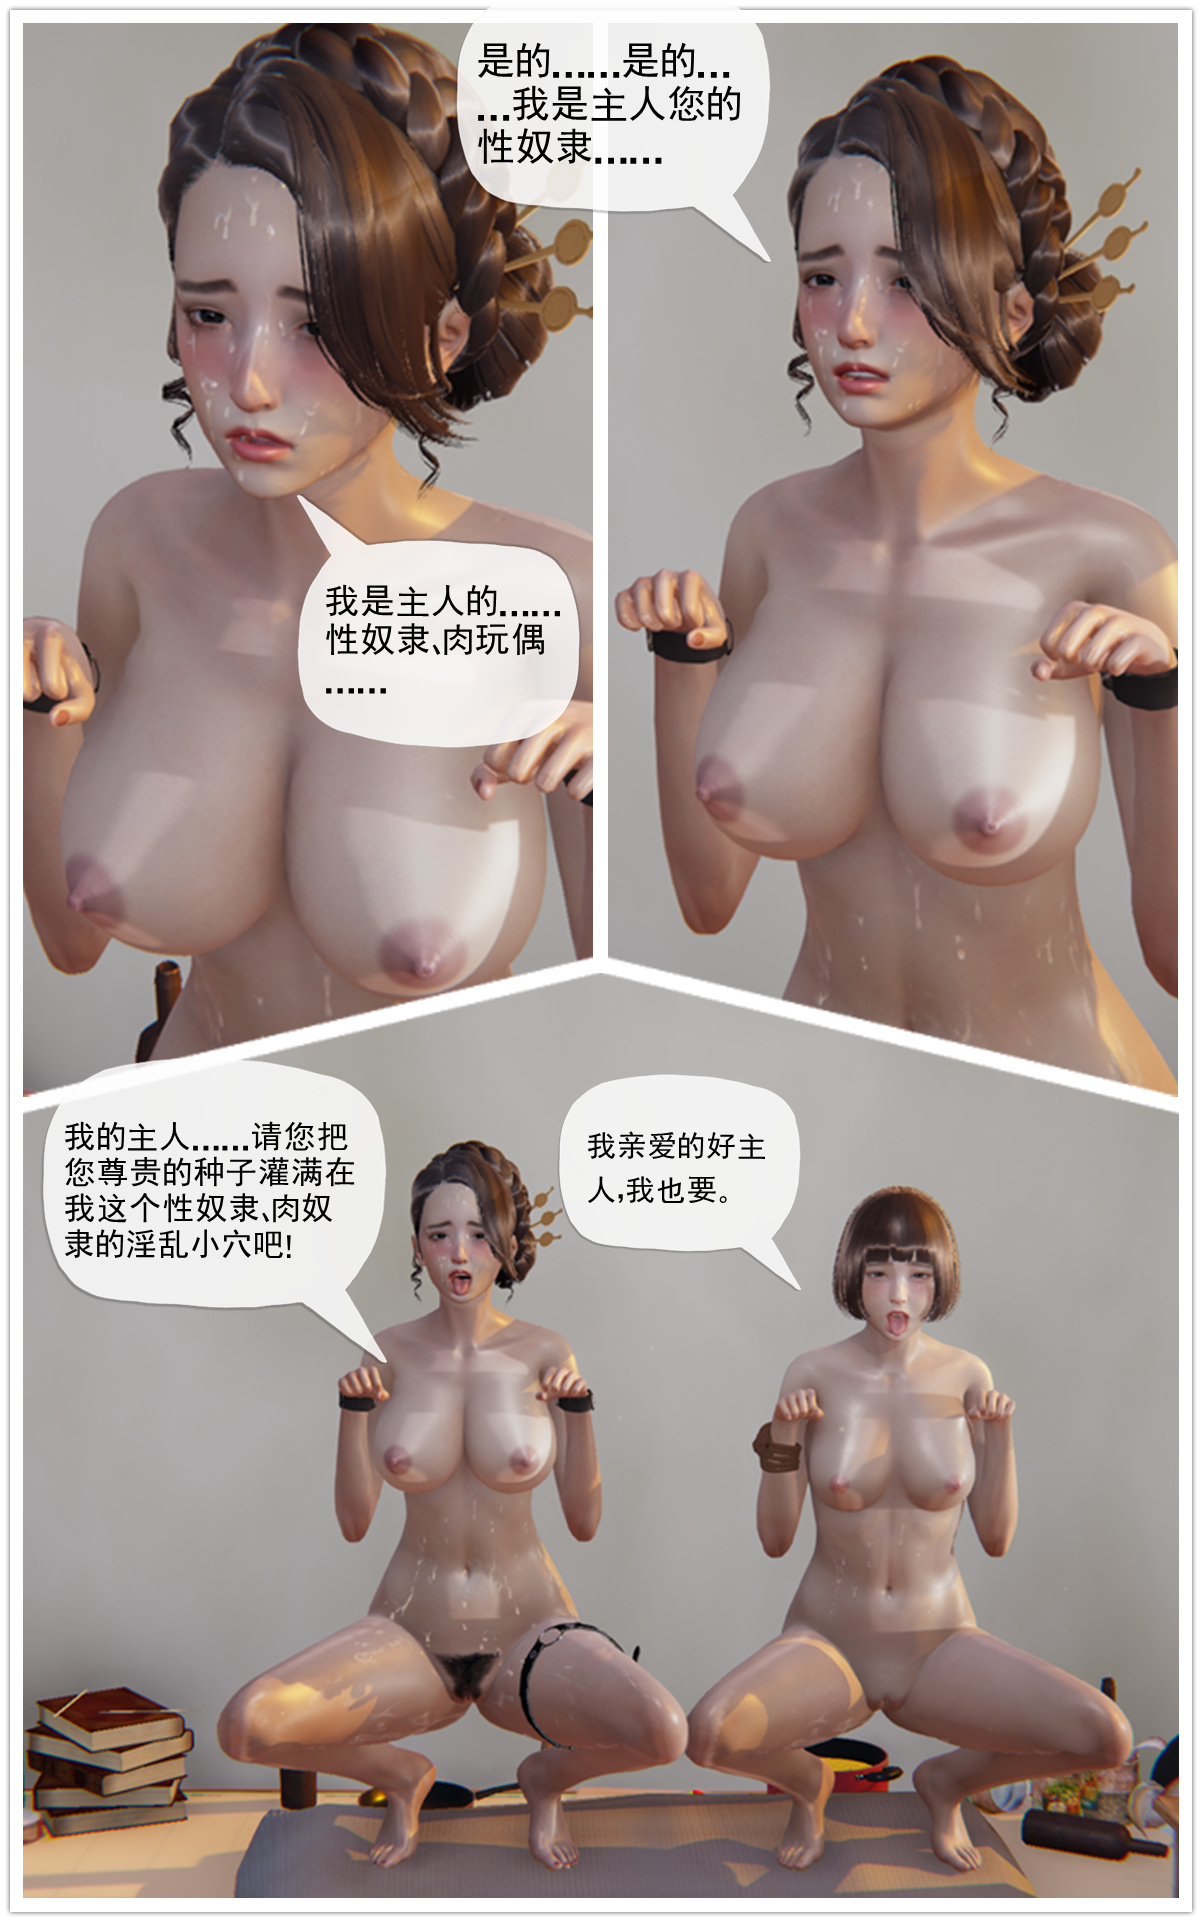 是的……是的…
…我是主人您的
性奴隶……
我是主人的……
性奴隶、肉玩偶
……
我的主人……请您把
您尊贵的种子灌满在
我这个性奴隶、肉奴
隶的淫乱小穴吧!
我亲爱的好主
人,我也要。